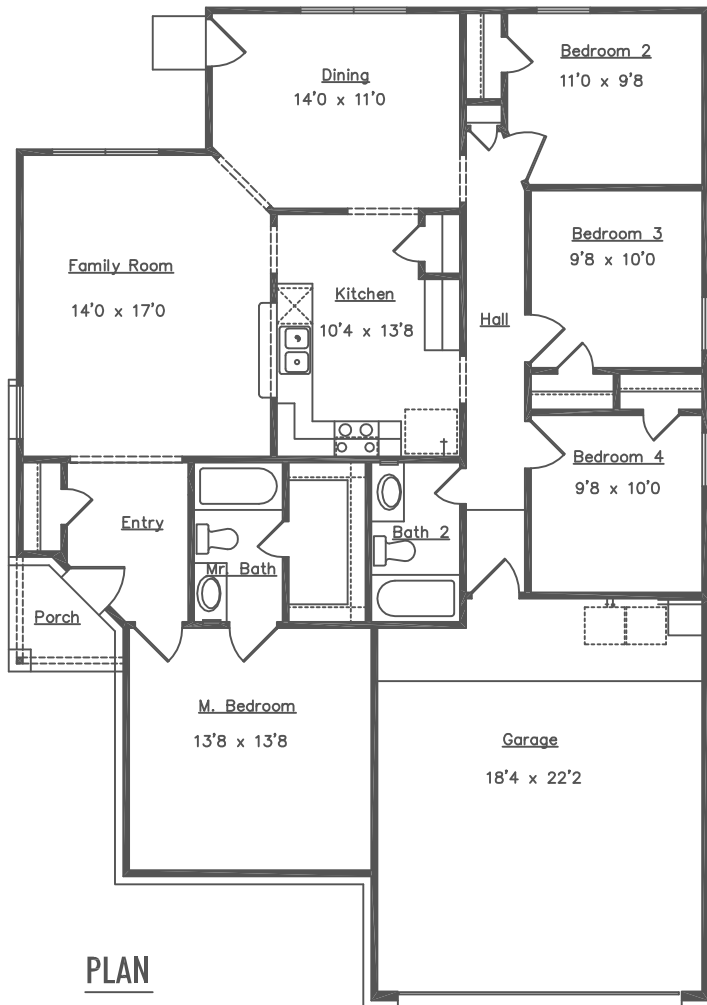 Dining
14'0 x 11'0
Bedroom 2
11'0 x 9'8
Bedroom 3
9'8 x 10'0
Family Room
14'0 x 17'0
Kitchen
10'4 x 13'8
Hall
Bedroom 4
9'8 x 10'0
Entry
Mr. Bath
Bath 2
Porch
M. Bedroom
13'8 x 13'8
Garage
18'4 x 22'2
PLAN